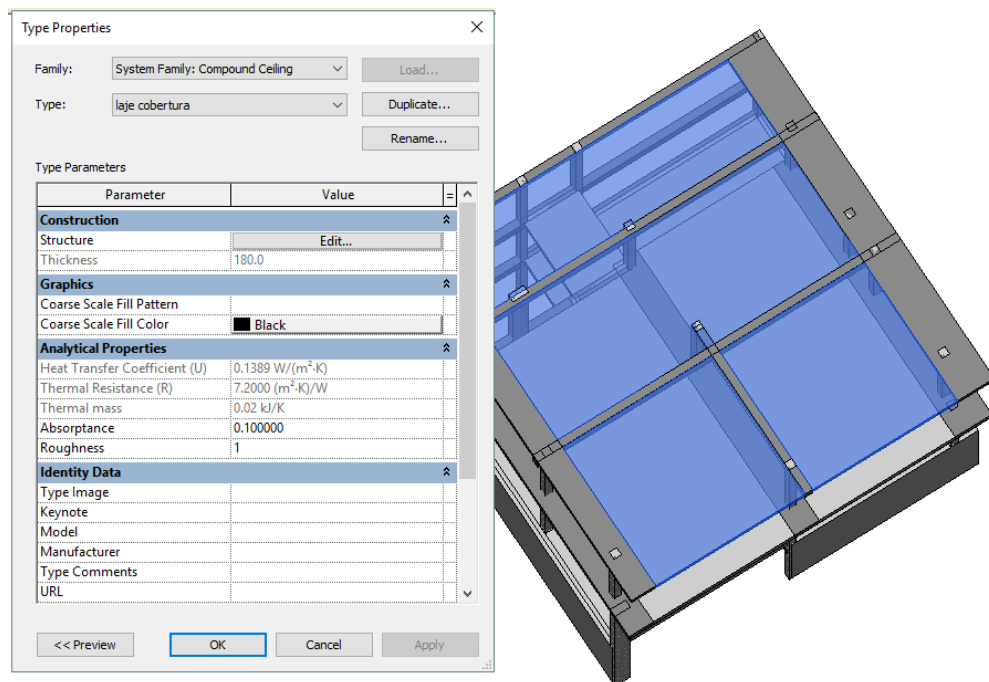 Type Properties
Family: System Family: Compound Ceiling Load...
Type: laje cobertura Duplicate...
Rename...
Type Parameters
Parameter Value =
Construction
Structure Edit...
Thickness 180.0
Graphics
Coarse Scale Fill Pattern
Coarse Scale Fill Color Black
Analytical Properties
Heat Transfer Coefficient (U) 0.1389 W/(m²·K)
Thermal Resistance (R) 7.2000 (m²·K)/W
Thermal mass 0.02 kJ/K
Absorptance 0.100000
Roughness 1
Identity Data
Type Image
Keynote
Model
Manufacturer
Type Comments
URL
<< Preview OK Cancel Apply